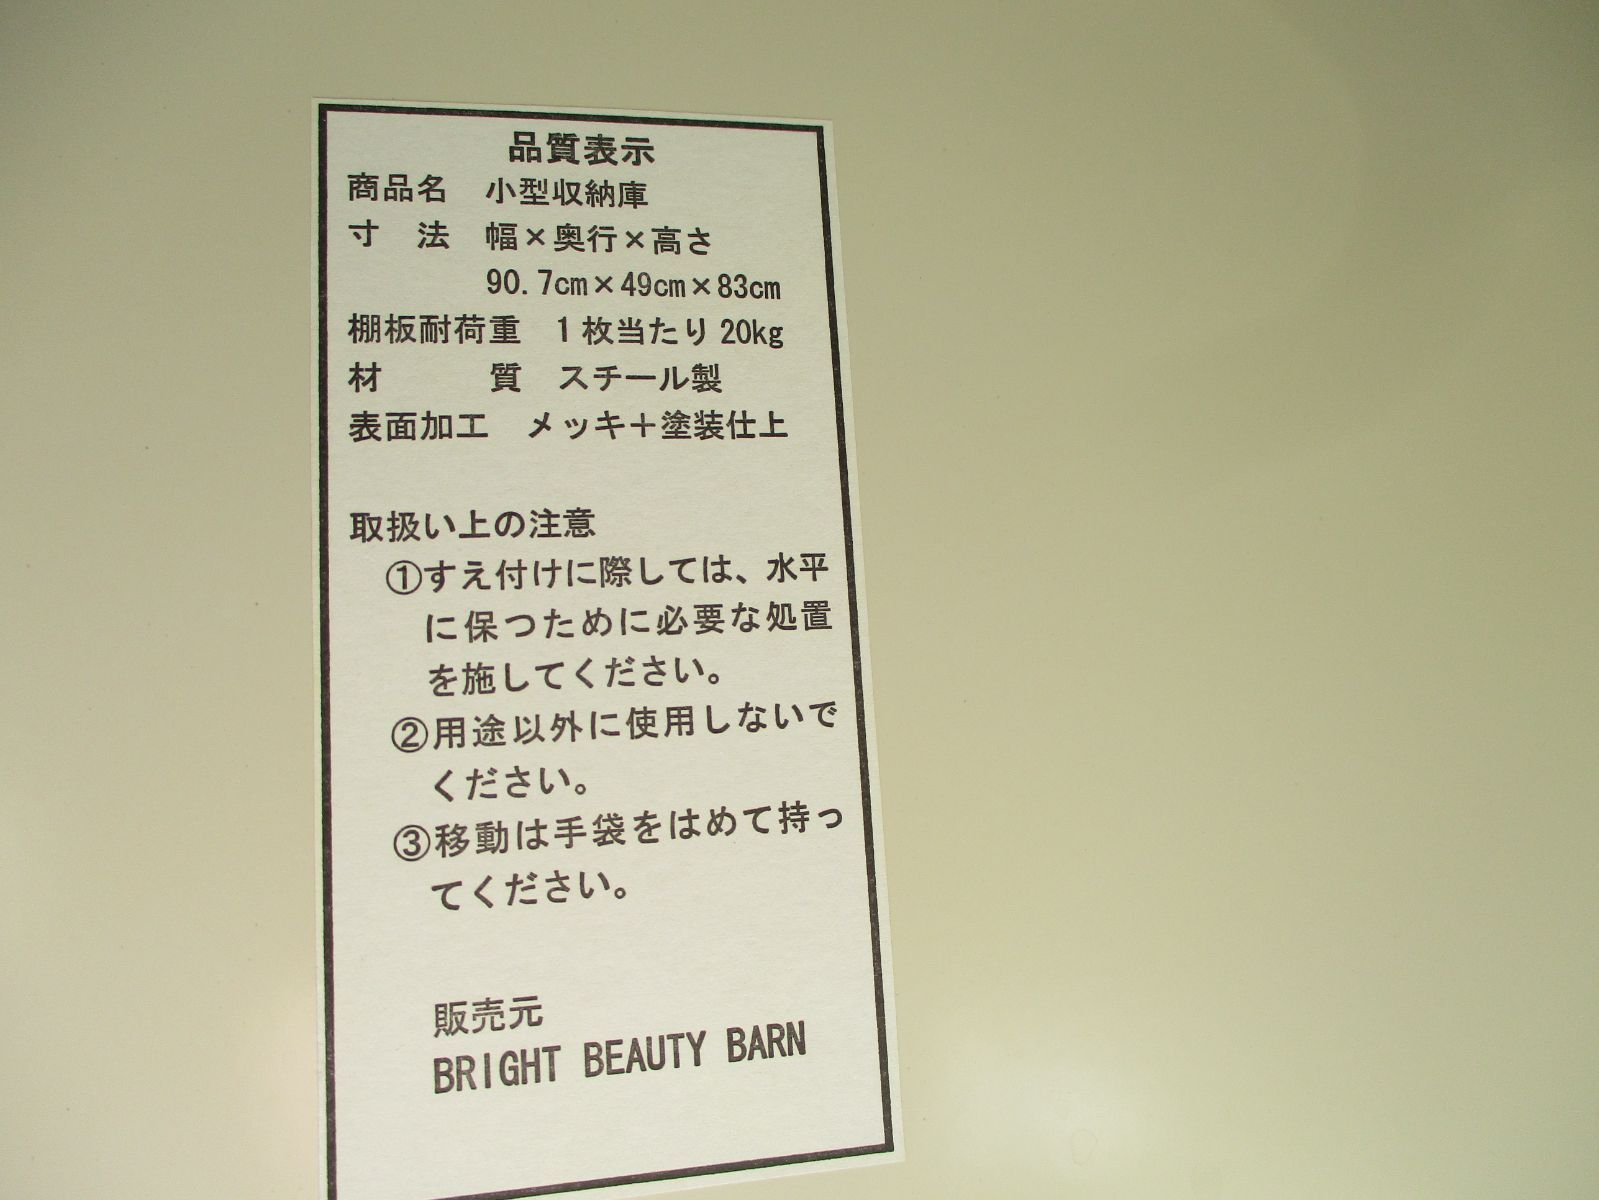 品質表示
商品名　小型収納庫
寸　法　幅×奥行×高さ
90.7cm×49cm×83cm
棚板耐荷重　1枚当たり20kg
材　　　質　スチール製
表面加工　メッキ＋塗装仕上
取扱い上の注意
①すえ付けに際しては、水平
に保つために必要な処置
を施してください。
②用途以外に使用しないで
ください。
③移動は手袋をはめて持っ
てください。
販売元
BRIGHT BEAUTY BARN